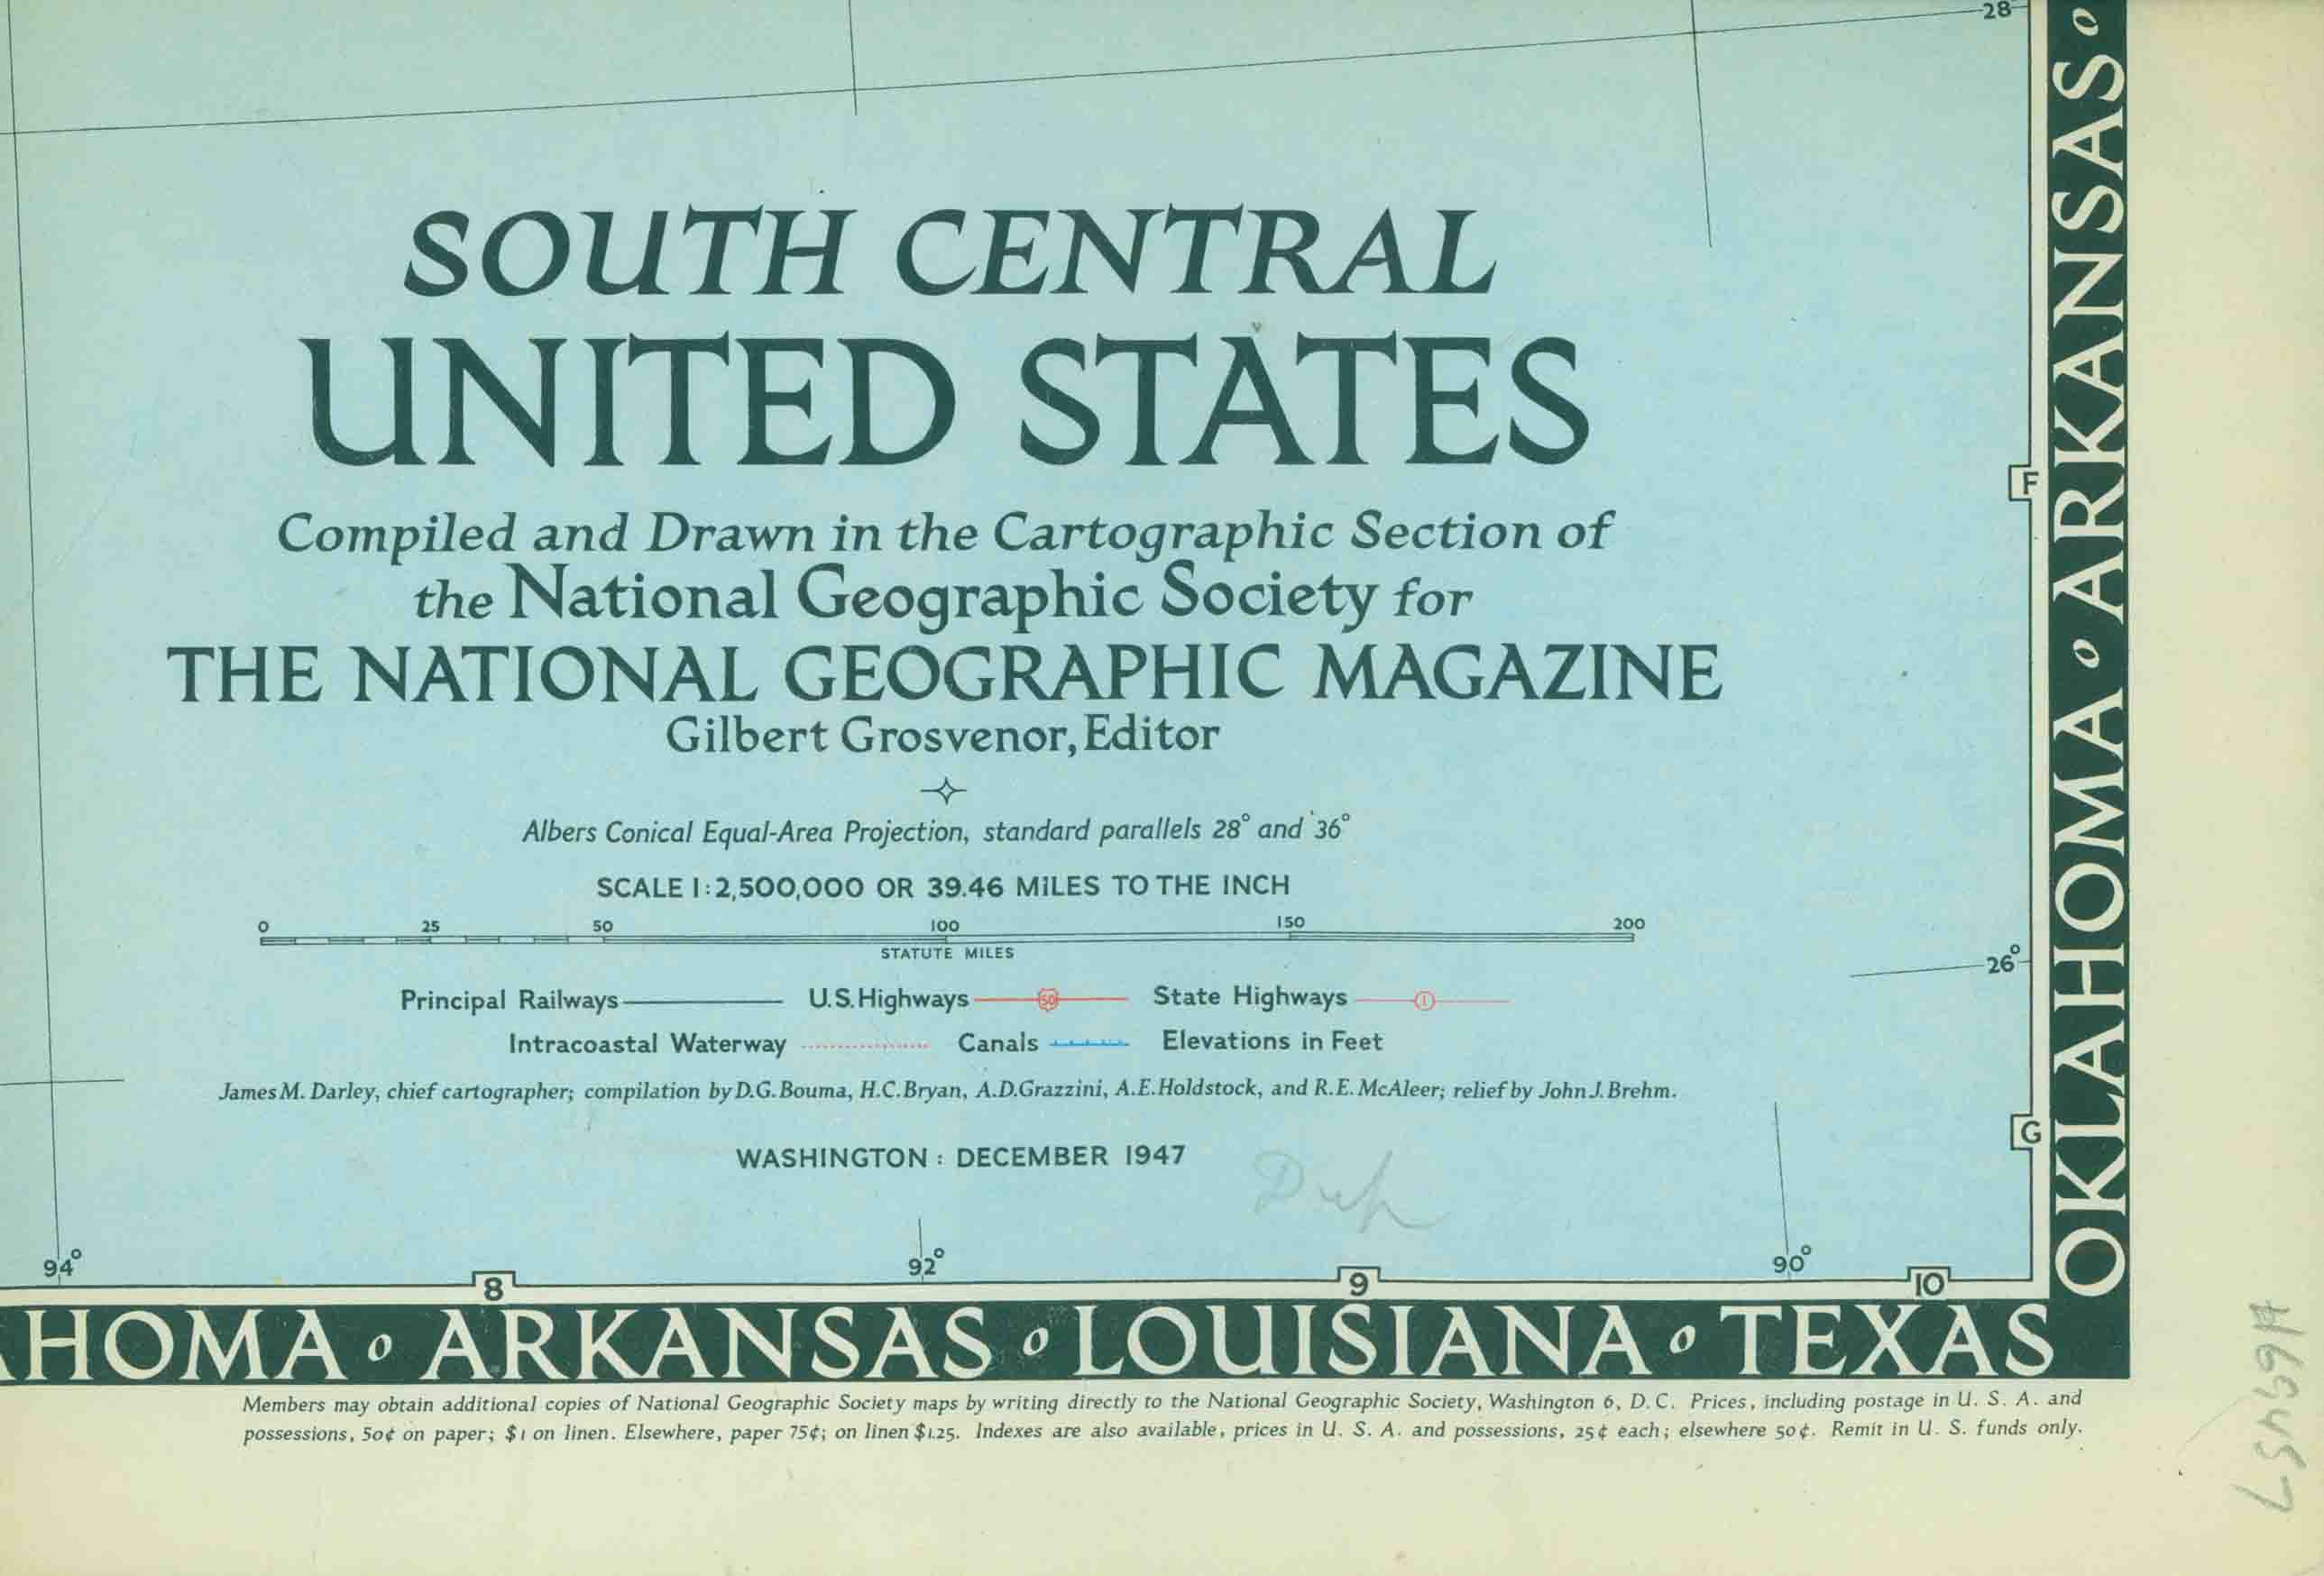 28
SOUTH CENTRAL
UNITED STATES
Compiled and Drawn in the Cartographic Section of
the National Geographic Society for
THE NATIONAL GEOGRAPHIC MAGAZINE
Gilbert Grosvenor, Editor
Albers Conical Equal-Area Projection, standard parallels 28° and 36°
SCALE 1:2,500,000 OR 39.46 MILES TO THE INCH
0 25 50 100 150 200
STATUTE MILES
Principal Railways U.S. Highways 50 State Highways 1
Intracoastal Waterway Canals Elevations in Feet
James M. Darley, chief cartographer; compilation by D.G. Bouma, H.C. Bryan, A.D. Grazzini, A.E. Holdstock, and R.E. McAleer; relief by John J. Brehm.
WASHINGTON : DECEMBER 1947
Dup
F
26°
G
94° 92° 90°
8 9 10
AHOMA o ARKANSAS o LOUISIANA o TEXAS
OKLAHOMA o ARKANSAS o
Members may obtain additional copies of National Geographic Society maps by writing directly to the National Geographic Society, Washington 6, D. C. Prices, including postage in U. S. A. and
possessions, 50¢ on paper; $1 on linen. Elsewhere, paper 75¢; on linen $1.25. Indexes are also available, prices in U. S. A. and possessions, 25¢ each; elsewhere 50¢. Remit in U. S. funds only.